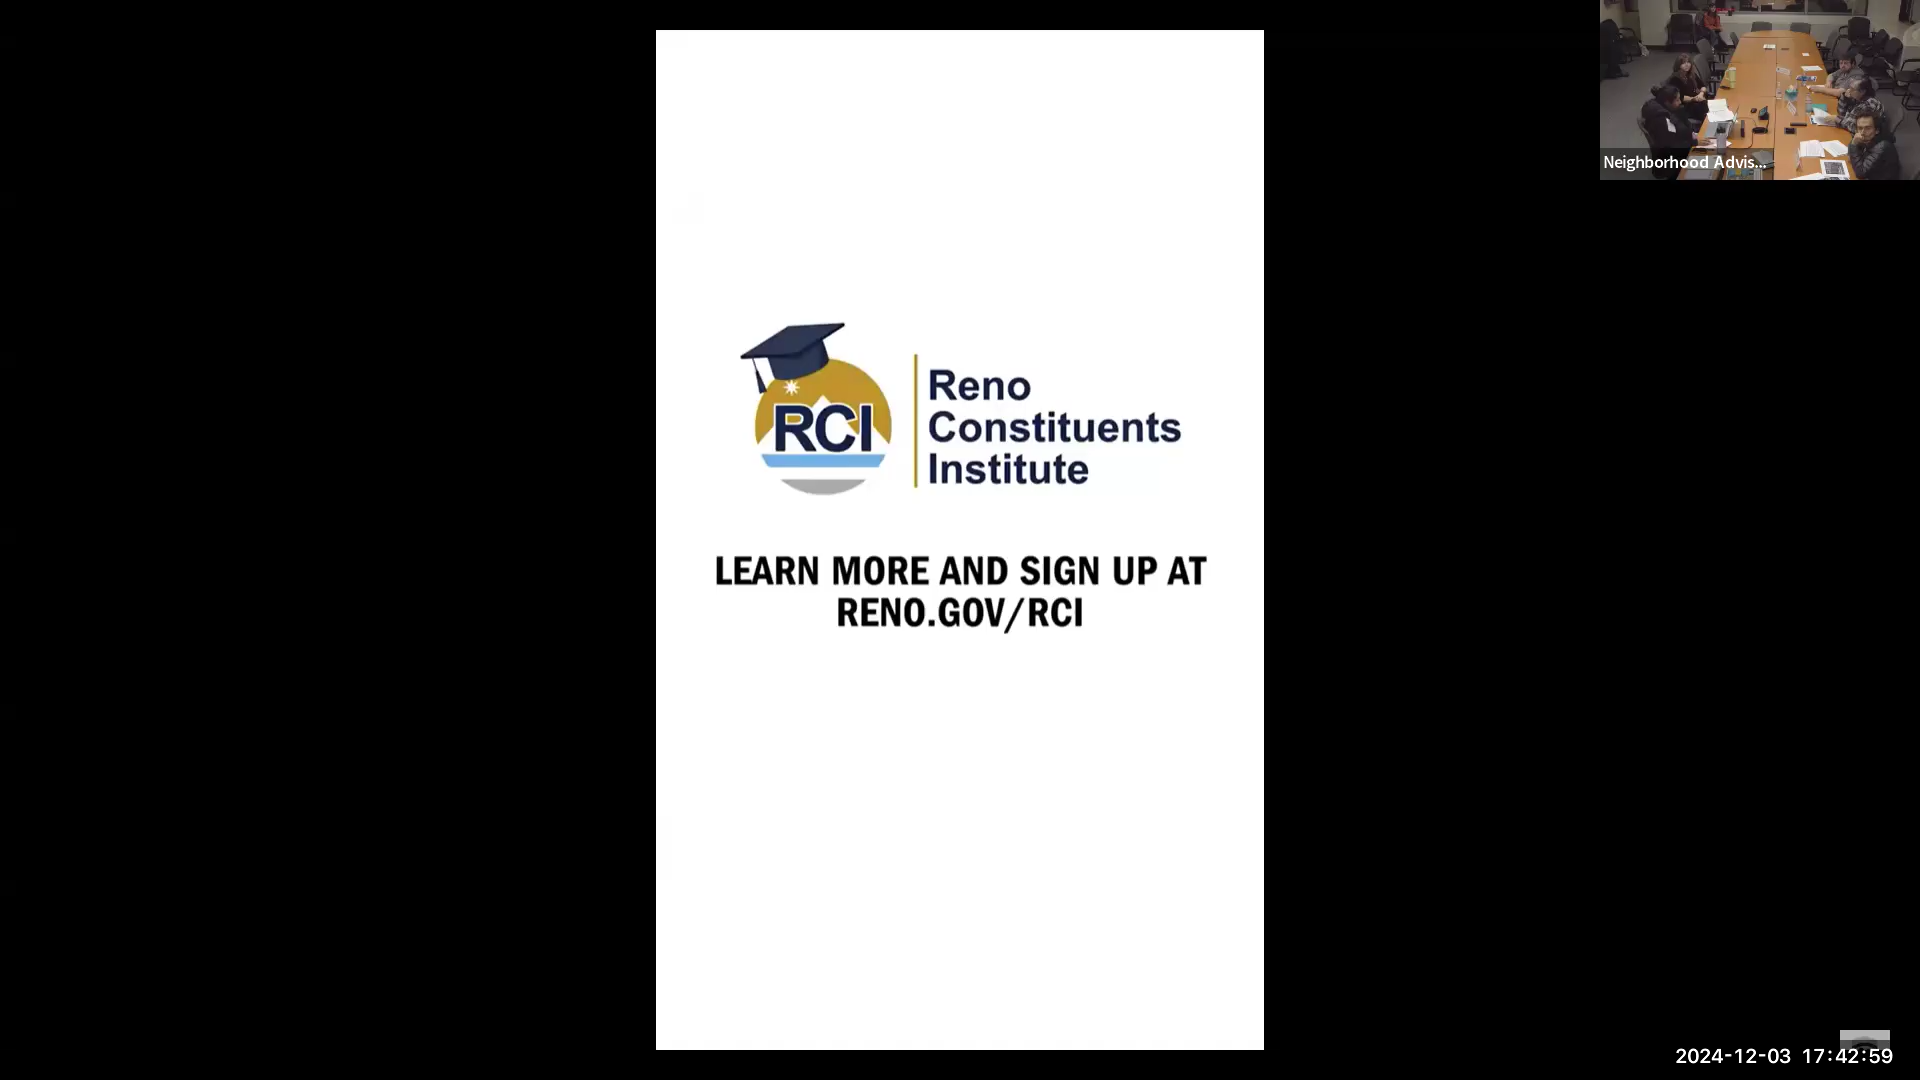 Neighborhood Advis...
RCI
Reno
Constituents
Institute
LEARN MORE AND SIGN UP AT
RENO.GOV/RCI
2024-12-03 17:42:59